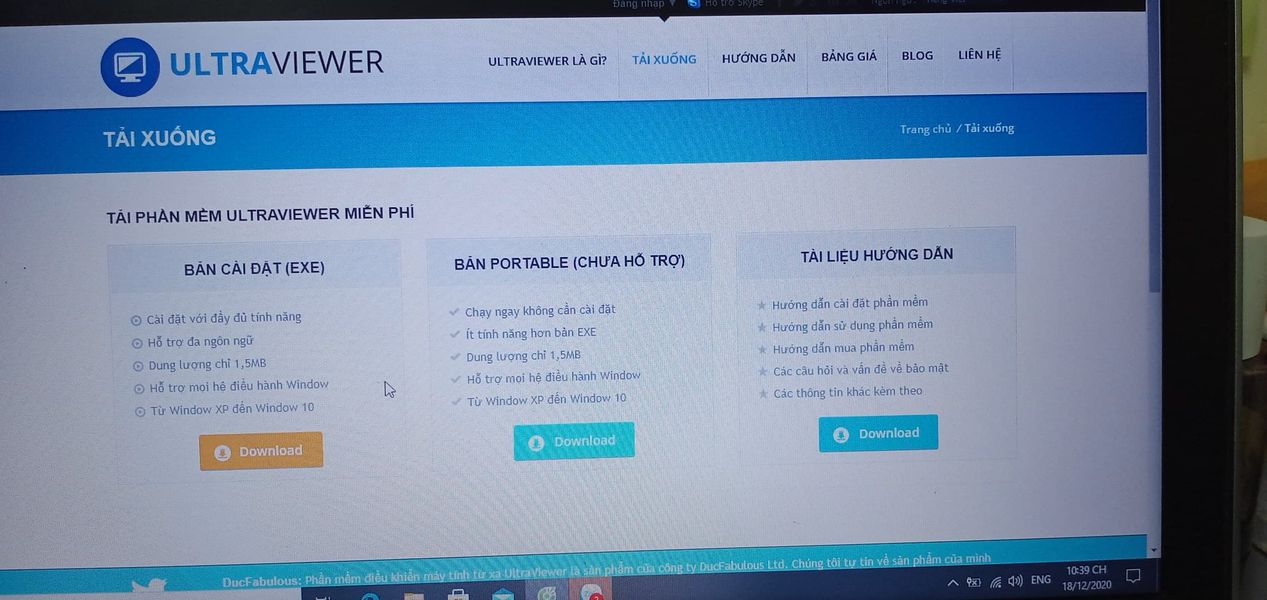 Đăng nhập
Hỗ trợ Skype
ULTRAVIEWER
ULTRAVIEWER LÀ GÌ?
TẢI XUỐNG
HƯỚNG DẪN
BẢNG GIÁ
BLOG
LIÊN HỆ
TẢI XUỐNG
Trang chủ / Tải xuống
TẢI PHẦN MỀM ULTRAVIEWER MIỄN PHÍ
BẢN CÀI ĐẶT (EXE)
Cài đặt với đầy đủ tính năng
Hỗ trợ đa ngôn ngữ
Dung lượng chỉ 1,5MB
Hỗ trợ mọi hệ điều hành Window
Từ Window XP đến Window 10
Download
BẢN PORTABLE (CHƯA HỖ TRỢ)
Chạy ngay không cần cài đặt
Ít tính năng hơn bản EXE
Dung lượng chỉ 1,5MB
Hỗ trợ mọi hệ điều hành Window
Từ Window XP đến Window 10
Download
TÀI LIỆU HƯỚNG DẪN
Hướng dẫn cài đặt phần mềm
Hướng dẫn sử dụng phần mềm
Hướng dẫn mua phần mềm
Các câu hỏi và vấn đề về bảo mật
Các thông tin khác kèm theo
Download
DucFabulous: Phần mềm điều khiển máy tính từ xa UltraViewer là sản phẩm của công ty DucFabulous Ltd. Chúng tôi tự tin về sản phẩm của mình
ENG
10:39 CH
18/12/2020